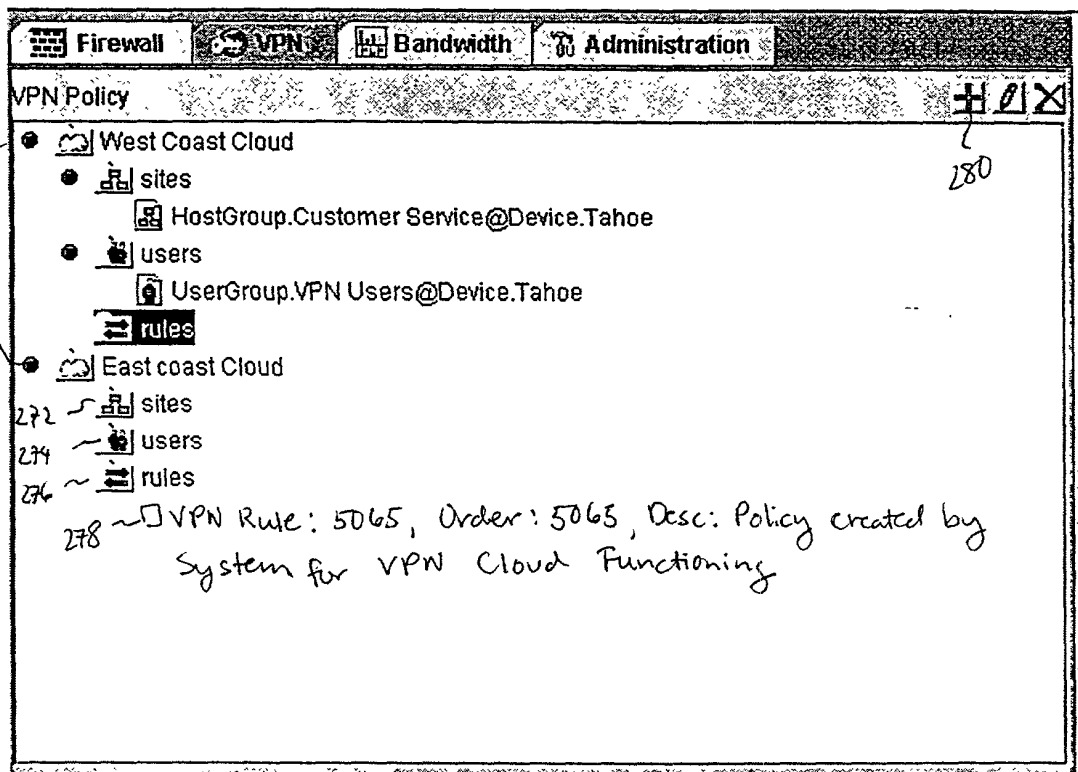 Firewall VPN Bandwidth Administration
VPN Policy
West Coast Cloud
280
sites
HostGroup.Customer Service@Device.Tahoe
users
UserGroup.VPN Users@Device.Tahoe
rules
East coast Cloud
272 sites
274 users
276 rules
278 VPN Rule: 5065, Order: 5065, Desc: Policy created by
System for VPN Cloud Functioning